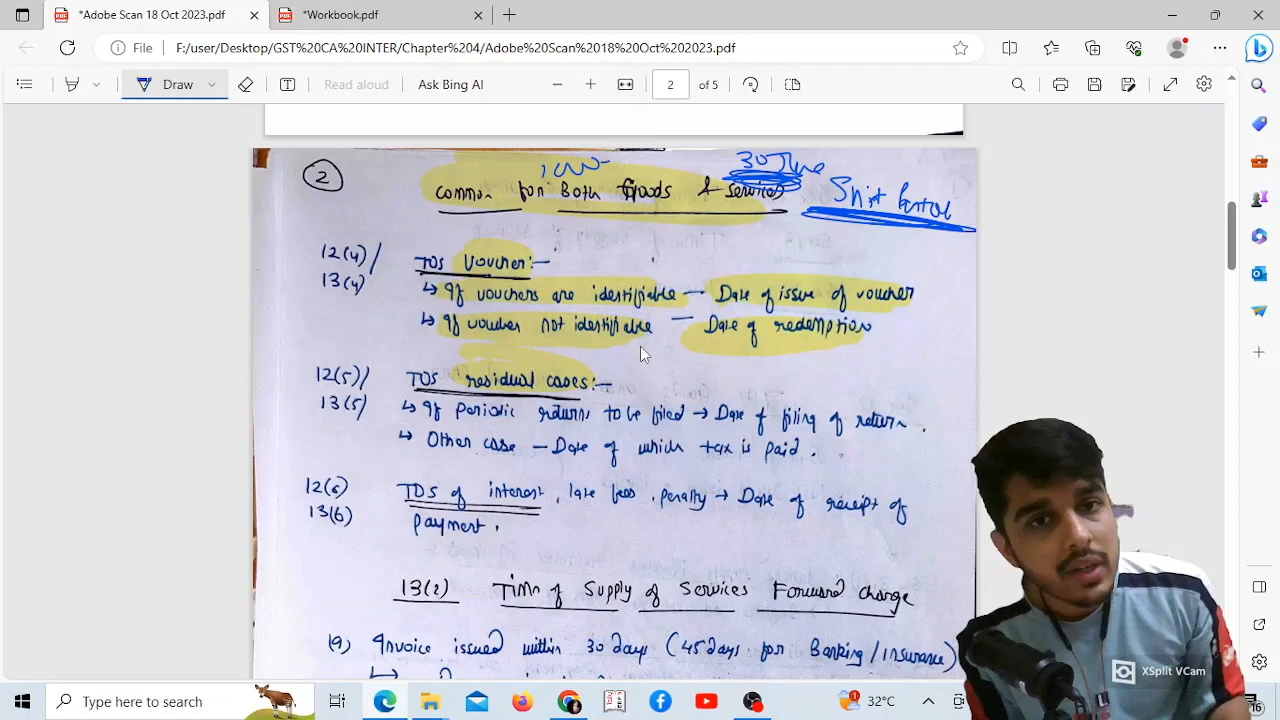 *Adobe Scan 18 Oct 2023.pdf
*Workbook.pdf
File
F:/user/Desktop/GST%20CA%20INTER/Chapter%204/Adobe%20Scan%2018%20Oct%202023.pdf
Draw
Read aloud
Ask Bing AI
2
of 5
30 June
2
Common for Both Goods & Services
12(4)/
13(4)
TOS Voucher:-
↳ If vouchers are identifiable — Date of issue of voucher
↳ If voucher not identifiable — Date of redemption
12(5)/
13(5)
TOS residual cases:-
↳ If Periodic returns to be filed → Date of filing of return.
↳ Other case — Date of which tax is paid.
12(6)
13(6)
TOS of interest, late fees, penalty → Date of receipt of
payment.
13(2) Time of Supply of Services Forward charge
Invoice issued within 30 days (45 days for Banking/Insurance)
XSplit VCam
Type here to search
32°C